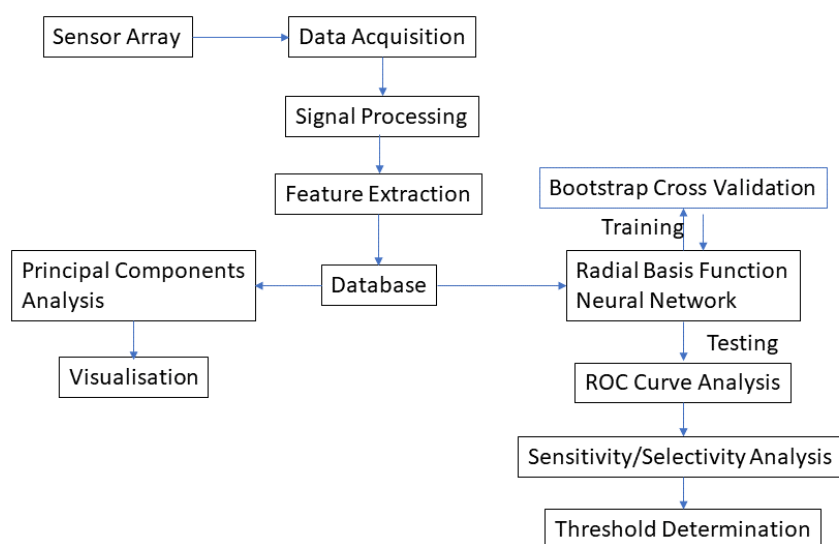 Sensor Array
Data Acquisition
Signal Processing
Feature Extraction
Bootstrap Cross Validation
Training
Principal Components
Analysis
Database
Radial Basis Function
Neural Network
Testing
Visualisation
ROC Curve Analysis
Sensitivity/Selectivity Analysis
Threshold Determination